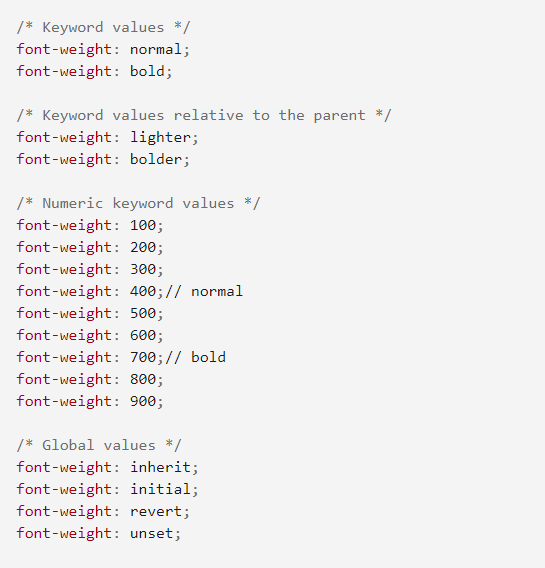 /* Keyword values */
font-weight: normal;
font-weight: bold;
/* Keyword values relative to the parent */
font-weight: lighter;
font-weight: bolder;
/* Numeric keyword values */
font-weight: 100;
font-weight: 200;
font-weight: 300;
font-weight: 400;// normal
font-weight: 500;
font-weight: 600;
font-weight: 700;// bold
font-weight: 800;
font-weight: 900;
/* Global values */
font-weight: inherit;
font-weight: initial;
font-weight: revert;
font-weight: unset;